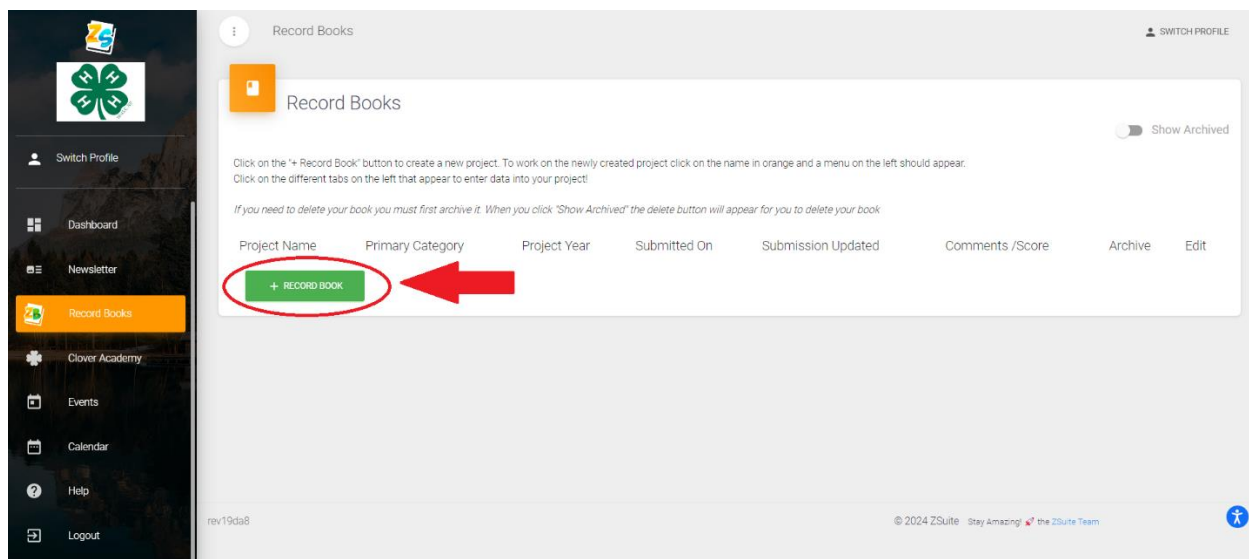 ZS
H H H H
Switch Profile
Dashboard
Newsletter
ZB
Record Books
Clover Academy
Events
Calendar
Help
Logout
Record Books
SWITCH PROFILE
Record Books
Show Archived
Click on the "+ Record Book" button to create a new project. To work on the newly created project click on the name in orange and a menu on the left should appear.
Click on the different tabs on the left that appear to enter data into your project!
If you need to delete your book you must first archive it. When you click "Show Archived" the delete button will appear for you to delete your book
Project Name Primary Category Project Year Submitted On Submission Updated Comments /Score Archive Edit
+ RECORD BOOK
rev19da8
© 2024 ZSuite Stay Amazing! 🚀 the ZSuite Team